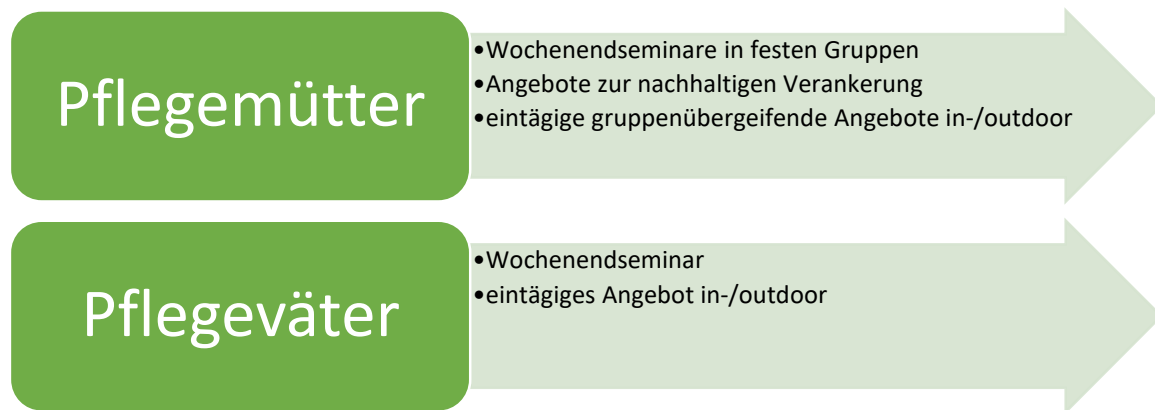 Pflegemütter
•Wochenendseminare in festen Gruppen
•Angebote zur nachhaltigen Verankerung
•eintägige gruppenübergeifende Angebote in-/outdoor
Pflegeväter
•Wochenendseminar
•eintägiges Angebot in-/outdoor